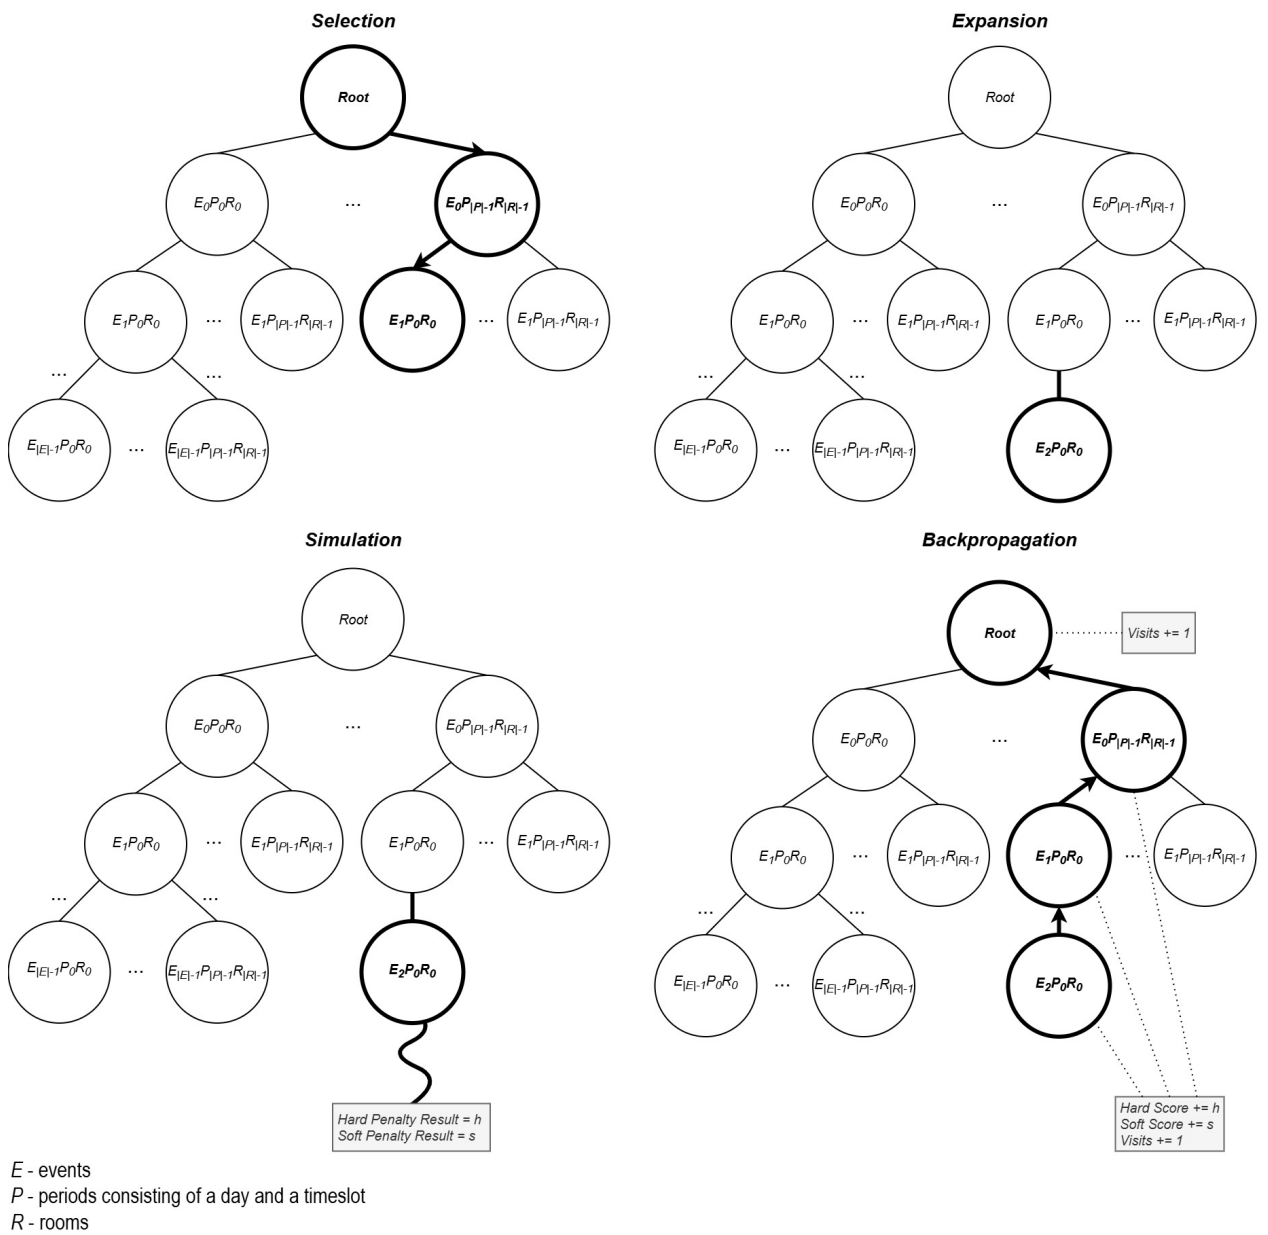 Selection
Root
E0P0R0
...
E0P|P|-1R|R|-1
E1P0R0
...
E1P|P|-1R|R|-1
E1P0R0
...
E1P|P|-1R|R|-1
...
...
E|E|-1P0R0
...
E|E|-1P|P|-1R|R|-1
Expansion
Root
E0P0R0
...
E0P|P|-1R|R|-1
E1P0R0
...
E1P|P|-1R|R|-1
E1P0R0
...
E1P|P|-1R|R|-1
...
...
E|E|-1P0R0
...
E|E|-1P|P|-1R|R|-1
E2P0R0
Simulation
Root
E0P0R0
...
E0P|P|-1R|R|-1
E1P0R0
...
E1P|P|-1R|R|-1
E1P0R0
...
E1P|P|-1R|R|-1
...
...
E|E|-1P0R0
...
E|E|-1P|P|-1R|R|-1
E2P0R0
Hard Penalty Result = h
Soft Penalty Result = s
Backpropagation
Root
Visits += 1
E0P0R0
...
E0P|P|-1R|R|-1
E1P0R0
...
E1P|P|-1R|R|-1
E1P0R0
...
E1P|P|-1R|R|-1
...
...
E|E|-1P0R0
...
E|E|-1P|P|-1R|R|-1
E2P0R0
Hard Score += h
Soft Score += s
Visits += 1
E - events
P - periods consisting of a day and a timeslot
R - rooms